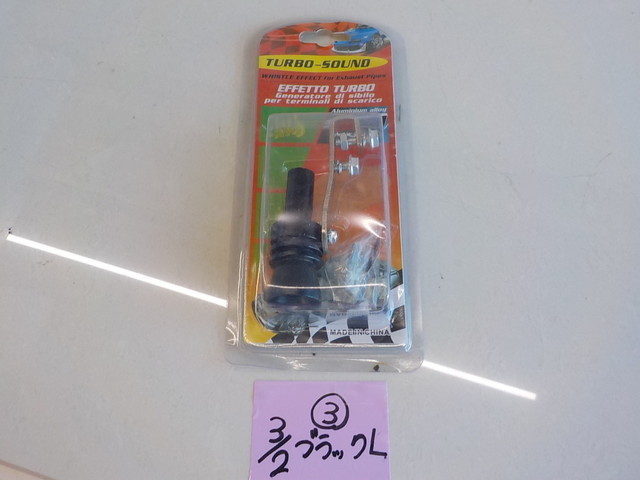 TURBO-SOUND
WHISTLE EFFECT for Exhaust Pipes
EFFETTO TURBO
Generatore di sibilo
per terminali di scarico
Aluminium alloy
MADE IN CHINA
③
3/2 ブラックL